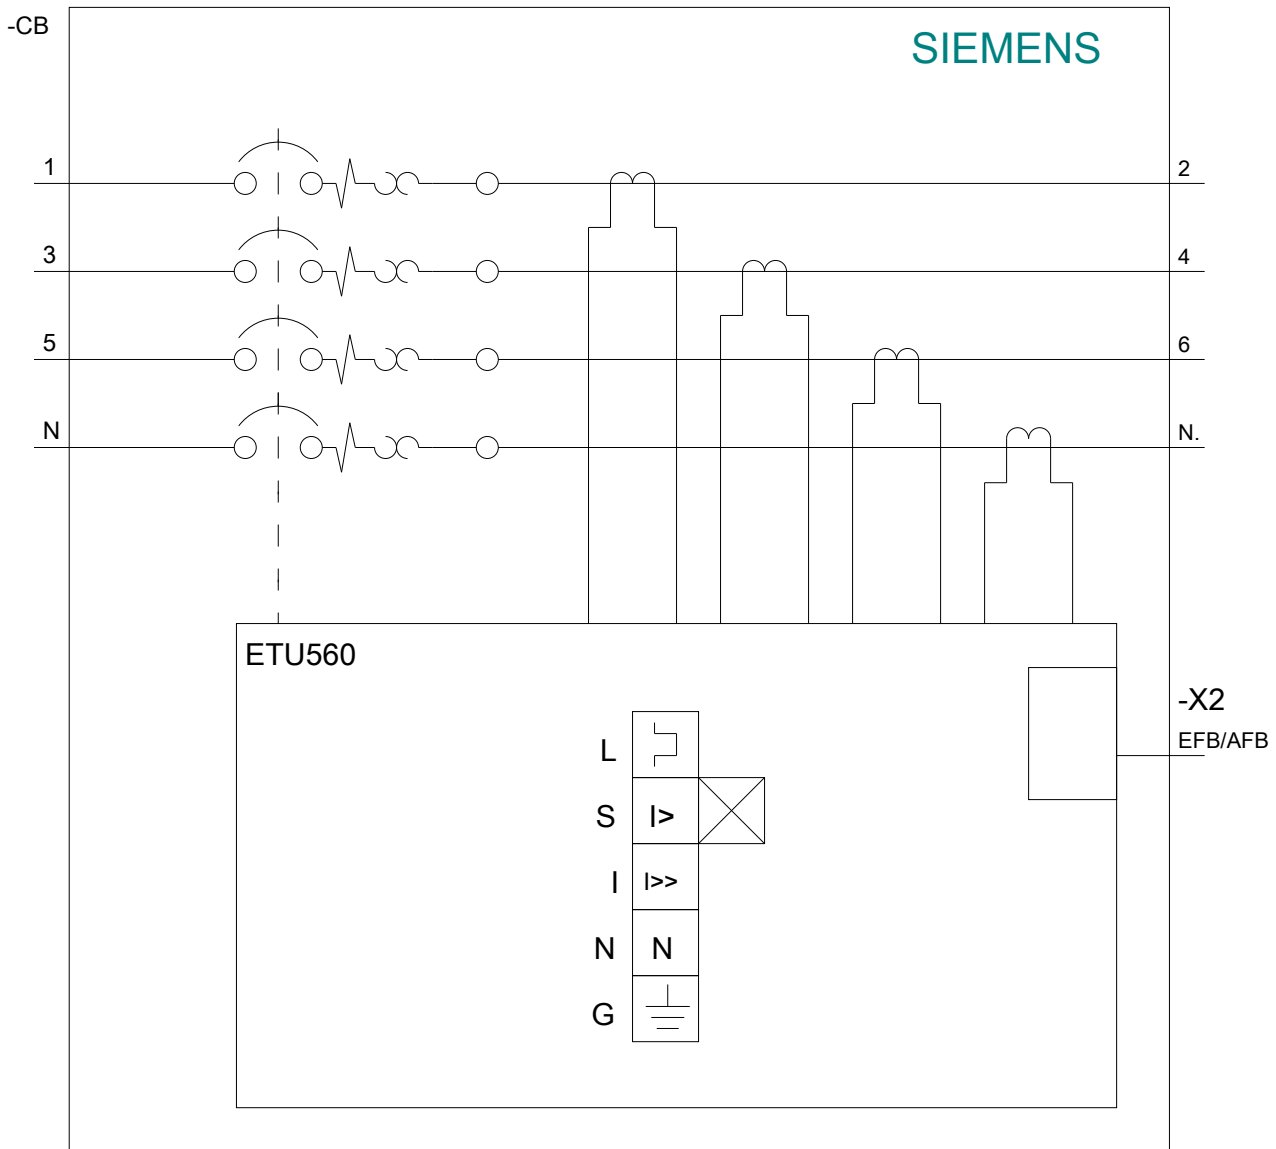 -CB
SIEMENS
1 2
3 4
5 6
N N.
ETU560
-X2
EFB/AFB
L
S I>
I I>>
N N
G